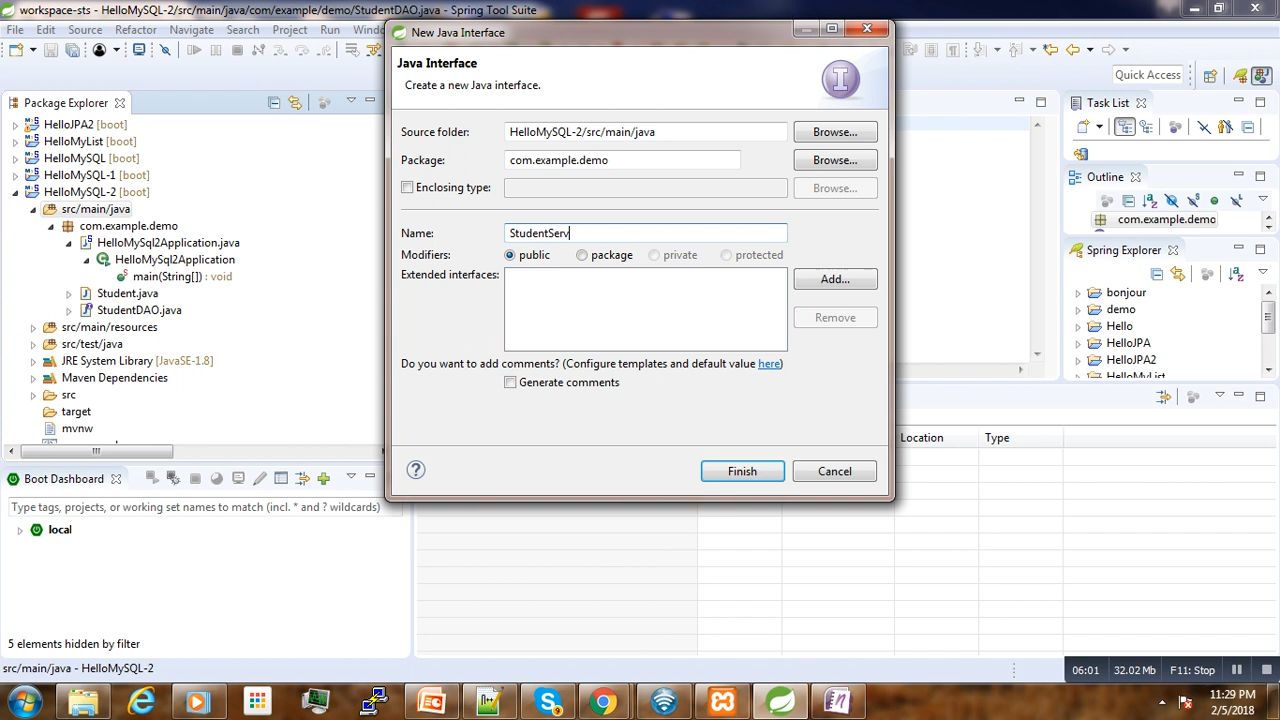 workspace-sts - HelloMySQL-2/src/main/java/com/example/demo/StudentDAO.java - Spring Tool Suite
File Edit Source Refactor Navigate Search Project Run
New Java Interface
Java Interface
Create a new Java interface.
Quick Access
Source folder: HelloMySQL-2/src/main/java Browse...
Package: com.example.demo Browse...
Enclosing type: Browse...
Name: StudentServ
Modifiers: public package private protected
Extended interfaces: Add...
Remove
Do you want to add comments? (Configure templates and default value here)
Generate comments
Finish Cancel
Package Explorer
HelloJPA2 [boot]
HelloMyList [boot]
HelloMySQL [boot]
HelloMySQL-1 [boot]
HelloMySQL-2 [boot]
src/main/java
com.example.demo
HelloMySql2Application.java
HelloMySql2Application
main(String[]) : void
Student.java
StudentDAO.java
src/main/resources
src/test/java
JRE System Library [JavaSE-1.8]
Maven Dependencies
src
target
mvnw
Boot Dashboard
Type tags, projects, or working set names to match (incl. * and ? wildcards)
local
Task List
Outline
com.example.demo
Spring Explorer
bonjour
demo
Hello
HelloJPA
HelloJPA2
HelloMyList
Location Type
5 elements hidden by filter
src/main/java - HelloMySQL-2
06:01 32.02 Mb F11: Stop
11:29 PM
2/5/2018